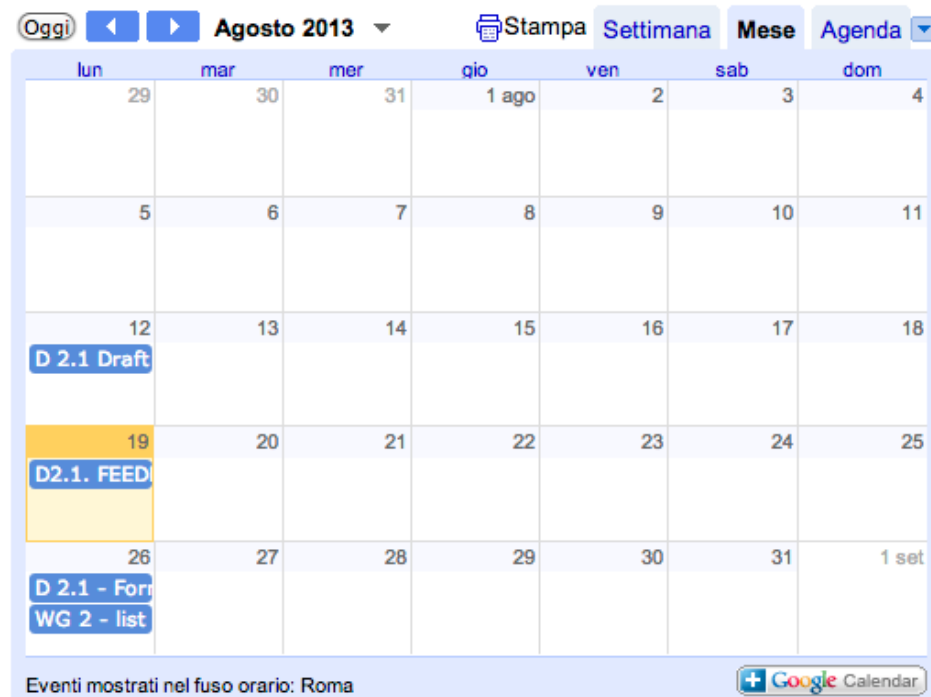 Oggi Agosto 2013 Stampa Settimana Mese Agenda
lun mar mer gio ven sab dom
29 30 31 1 ago 2 3 4
5 6 7 8 9 10 11
12 13 14 15 16 17 18
D 2.1 Draft
19 20 21 22 23 24 25
D2.1. FEED
26 27 28 29 30 31 1 set
D 2.1 - For
WG 2 - list
Eventi mostrati nel fuso orario: Roma Google Calendar